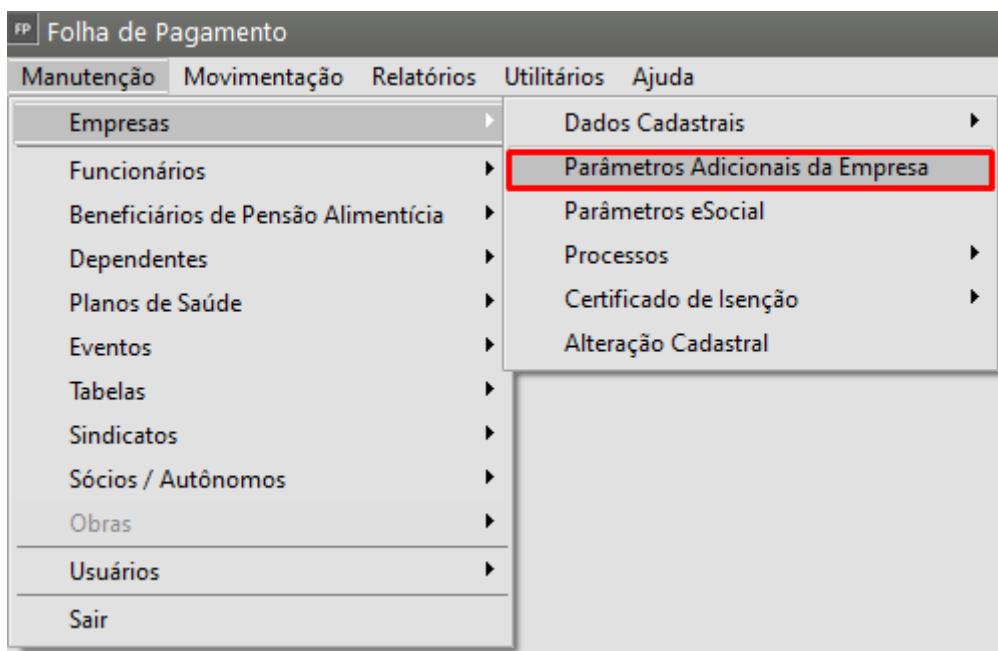 FP Folha de Pagamento
Manutenção Movimentação Relatórios Utilitários Ajuda
Empresas
Funcionários
Beneficiários de Pensão Alimentícia
Dependentes
Planos de Saúde
Eventos
Tabelas
Sindicatos
Sócios / Autônomos
Obras
Usuários
Sair
Dados Cadastrais
Parâmetros Adicionais da Empresa
Parâmetros eSocial
Processos
Certificado de Isenção
Alteração Cadastral